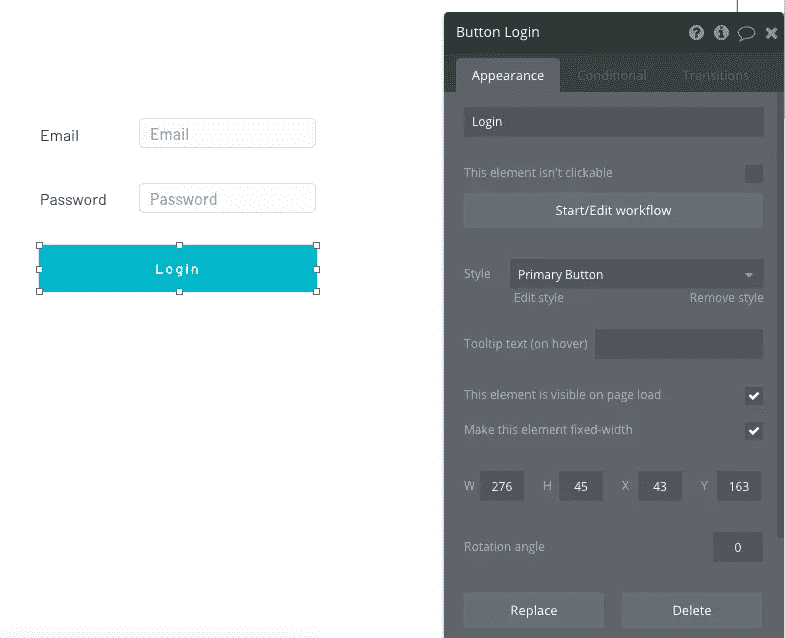 Email
Email
Password
Password
Login
Button Login
Appearance Conditional Transitions
Login
This element isn't clickable
Start/Edit workflow
Style Primary Button
Edit style Remove style
Tooltip text (on hover)
This element is visible on page load
Make this element fixed-width
W 276 H 45 X 43 Y 163
Rotation angle 0
Replace Delete